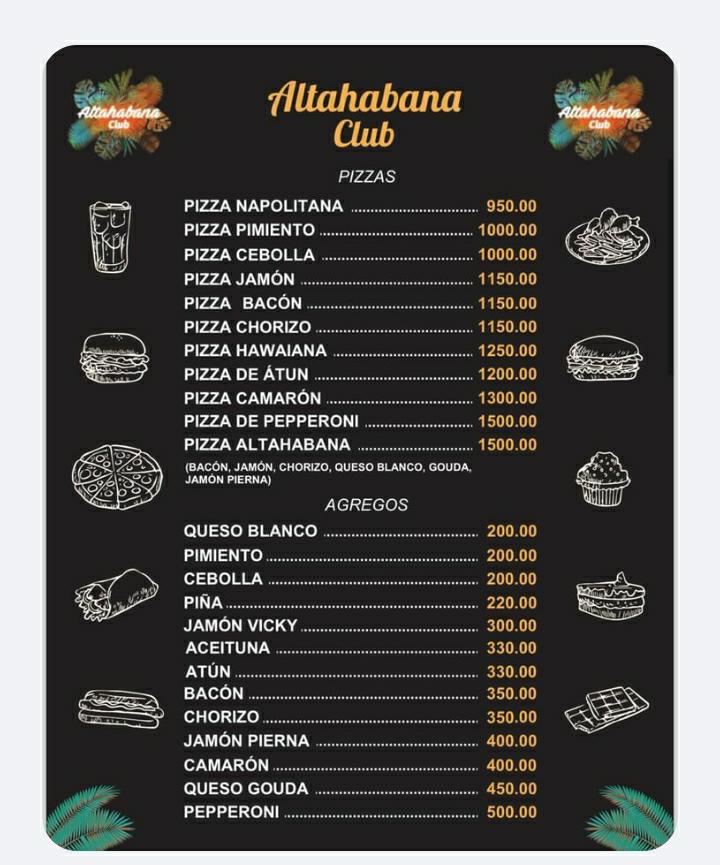 Altahabana
Club
Altahabana
Club
Altahabana
Club
PIZZAS
PIZZA NAPOLITANA 950.00
PIZZA PIMIENTO 1000.00
PIZZA CEBOLLA 1000.00
PIZZA JAMÓN 1150.00
PIZZA BACÓN 1150.00
PIZZA CHORIZO 1150.00
PIZZA HAWAIANA 1250.00
PIZZA DE ÁTUN 1200.00
PIZZA CAMARÓN 1300.00
PIZZA DE PEPPERONI 1500.00
PIZZA ALTAHABANA 1500.00
(BACÓN, JAMÓN, CHORIZO, QUESO BLANCO, GOUDA,
JAMÓN PIERNA)
AGREGOS
QUESO BLANCO 200.00
PIMIENTO 200.00
CEBOLLA 200.00
PIÑA 220.00
JAMÓN VICKY 300.00
ACEITUNA 330.00
ATÚN 330.00
BACÓN 350.00
CHORIZO 350.00
JAMÓN PIERNA 400.00
CAMARÓN 400.00
QUESO GOUDA 450.00
PEPPERONI 500.00